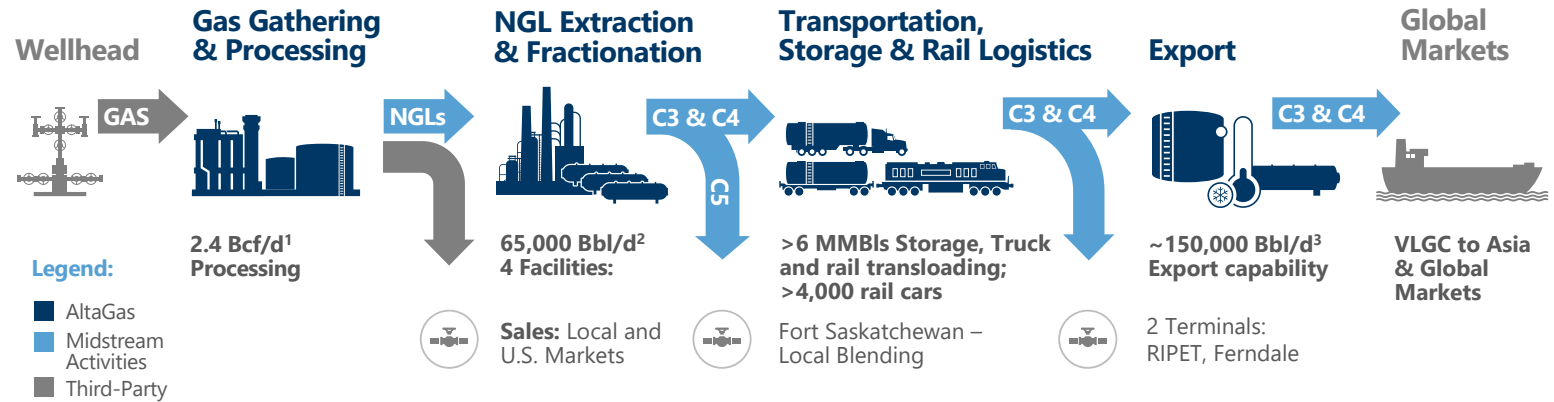 Wellhead
Gas Gathering
& Processing
NGL Extraction
& Fractionation
Transportation,
Storage & Rail Logistics
Export
Global
Markets
GAS
NGLs
C3 & C4
C5
C3 & C4
C3 & C4
2.4 Bcf/d¹
Processing
65,000 Bbl/d²
4 Facilities:
>6 MMBls Storage, Truck
and rail transloading;
>4,000 rail cars
~150,000 Bbl/d³
Export capability
VLGC to Asia
& Global
Markets
Legend:
AltaGas
Midstream
Activities
Third-Party
Sales: Local and
U.S. Markets
Fort Saskatchewan –
Local Blending
2 Terminals:
RIPET, Ferndale